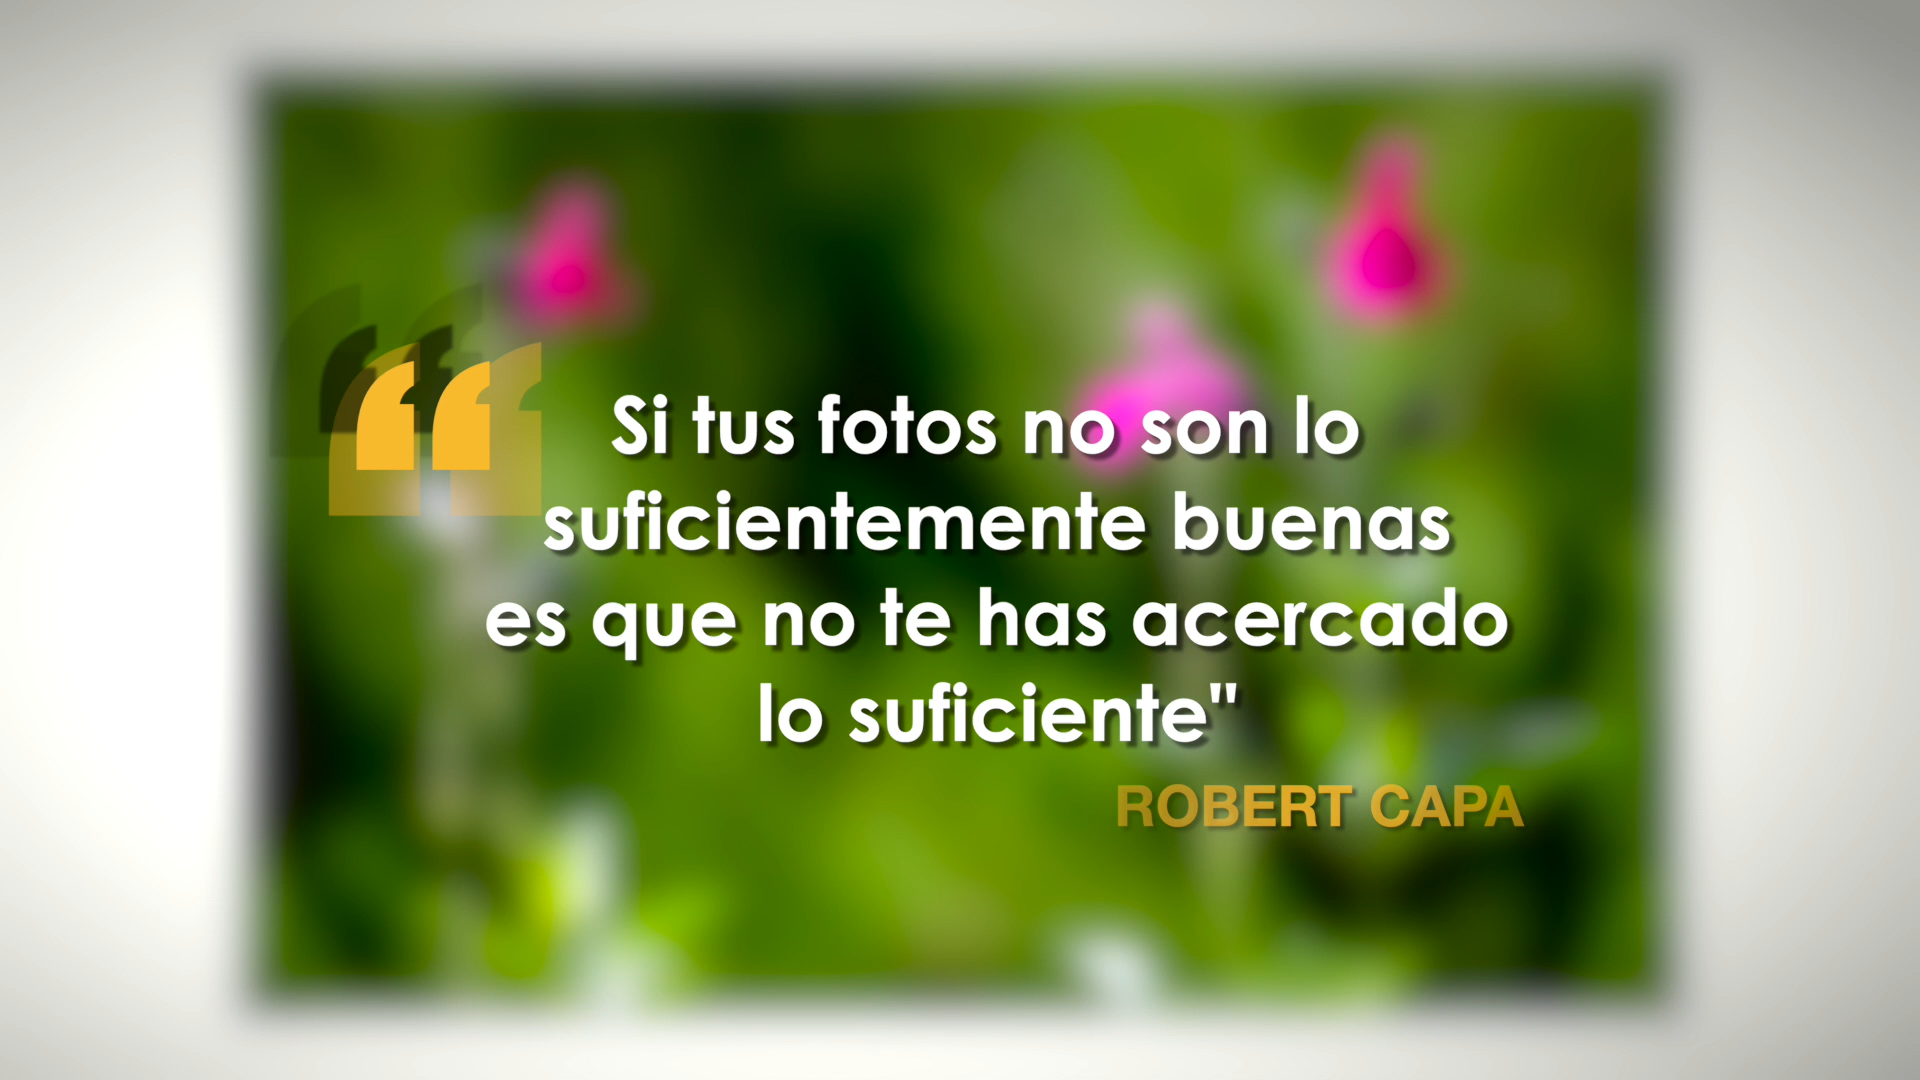 “
Si tus fotos no son lo
suficientemente buenas
es que no te has acercado
lo suficiente"
ROBERT CAPA